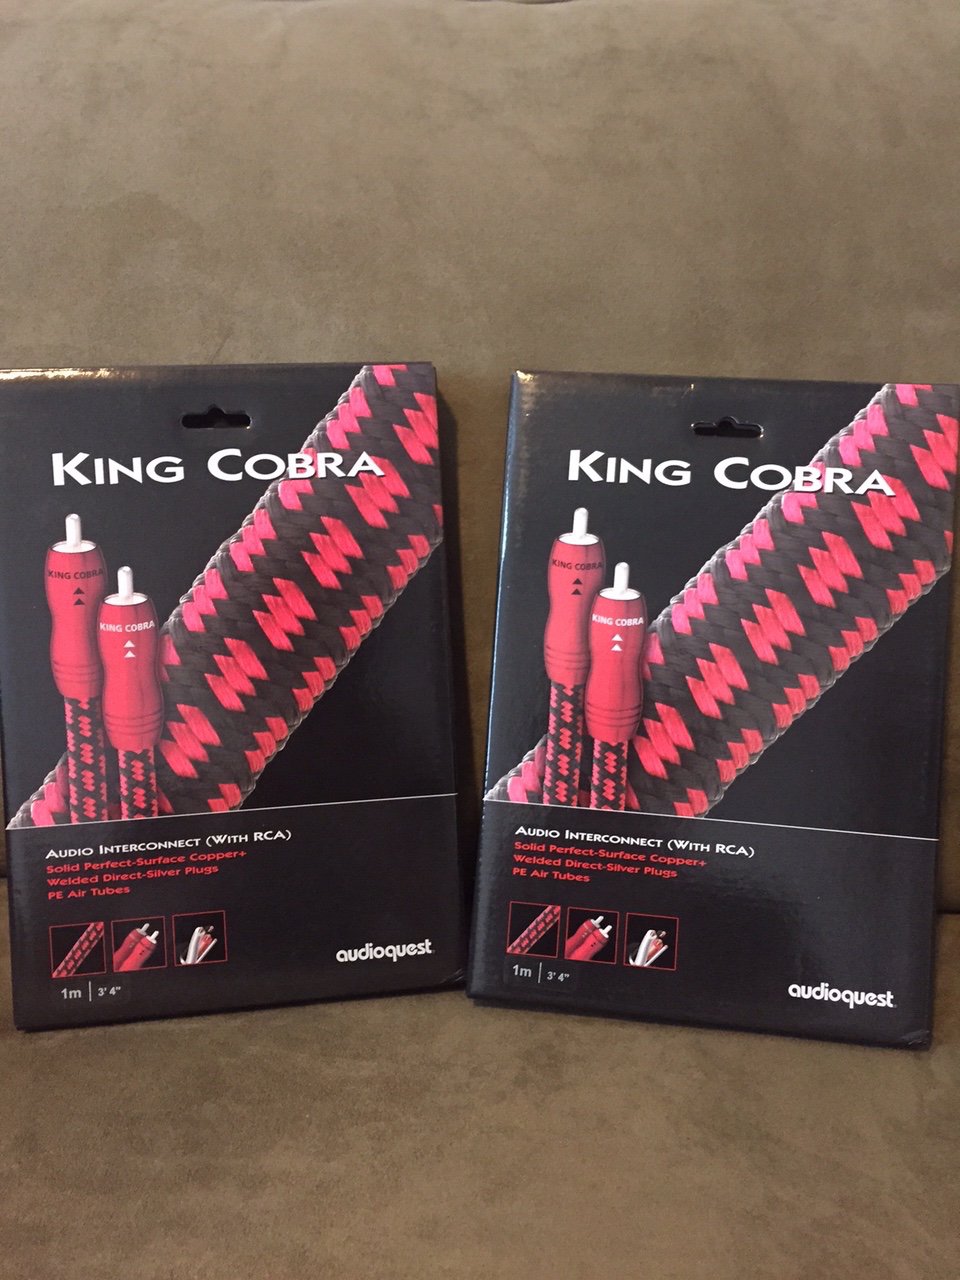 KING COBRA
KING COBRA
KING COBRA
AUDIO INTERCONNECT (WITH RCA)
Solid Perfect-Surface Copper+
Welded Direct-Silver Plugs
PE Air Tubes
audioquest
1m | 3' 4"
KING COBRA
KING COBRA
KING COBRA
AUDIO INTERCONNECT (WITH RCA)
Solid Perfect-Surface Copper+
Welded Direct-Silver Plugs
PE Air Tubes
audioquest
1m | 3' 4"